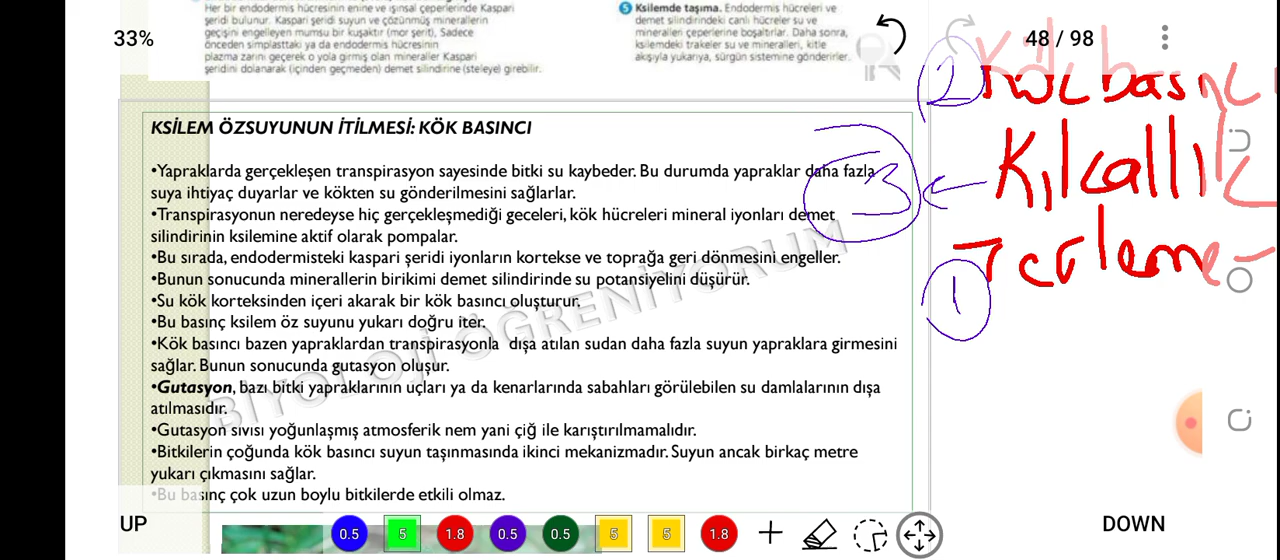 33%
48 / 98
Her bir endodermis hücresinin enine ve ışınsal çeperlerinde Kaspari
şeridi bulunur. Kaspari şeridi suyun ve çözünmüş minerallerin
geçişini engelleyen mumsu bir kuşaktır (mor şerit), Sadece
önceden simplasttaki ya da endodermis hücresinin
plazma zarını geçerek o yola girmiş olan mineraller Kaspari
şeridini dolanarak (içinden geçmeden) demet silindirine (steleye) girebilir.
5 Ksilemde taşıma. Endodermis hücreleri ve
demet silindirindeki canlı hücreler su ve
mineralleri çeperlerine boşaltırlar. Daha sonra,
ksilemdeki trakeler su ve mineralleri, kitle
akışıyla yukarıya, sürgün sistemine gönderirler.
KSİLEM ÖZSUYUNUN İTİLMESİ: KÖK BASINCI
•Yapraklarda gerçekleşen transpirasyon sayesinde bitki su kaybeder. Bu durumda yapraklar daha fazla
suya ihtiyaç duyarlar ve kökten su gönderilmesini sağlarlar.
•Transpirasyonun neredeyse hiç gerçekleşmediği geceleri, kök hücreleri mineral iyonları demet
silindirinin ksilemine aktif olarak pompalar.
•Bu sırada, endodermisteki kaspari şeridi iyonların kortekse ve toprağa geri dönmesini engeller.
•Bunun sonucunda minerallerin birikimi demet silindirinde su potansiyelini düşürür.
•Su kök korteksinden içeri akarak bir kök basıncı oluşturur.
•Bu basınç ksilem öz suyunu yukarı doğru iter.
•Kök basıncı bazen yapraklardan transpirasyonla dışa atılan sudan daha fazla suyun yapraklara girmesini
sağlar. Bunun sonucunda gutasyon oluşur.
•Gutasyon, bazı bitki yapraklarının uçları ya da kenarlarında sabahları görülebilen su damlalarının dışa
atılmasıdır.
•Gutasyon sıvısı yoğunlaşmış atmosferik nem yani çiğ ile karıştırılmamalıdır.
•Bitkilerin çoğunda kök basıncı suyun taşınmasında ikinci mekanizmadır. Suyun ancak birkaç metre
yukarı çıkmasını sağlar.
•Bu basınç çok uzun boylu bitkilerde etkili olmaz.
BİYOLOJİ ÖĞRENİYORUM
2 Kök basıncı
3 Kılcallık
1 Terleme-
UP
0.5 5 1.8 0.5 0.5 5 5 1.8
DOWN